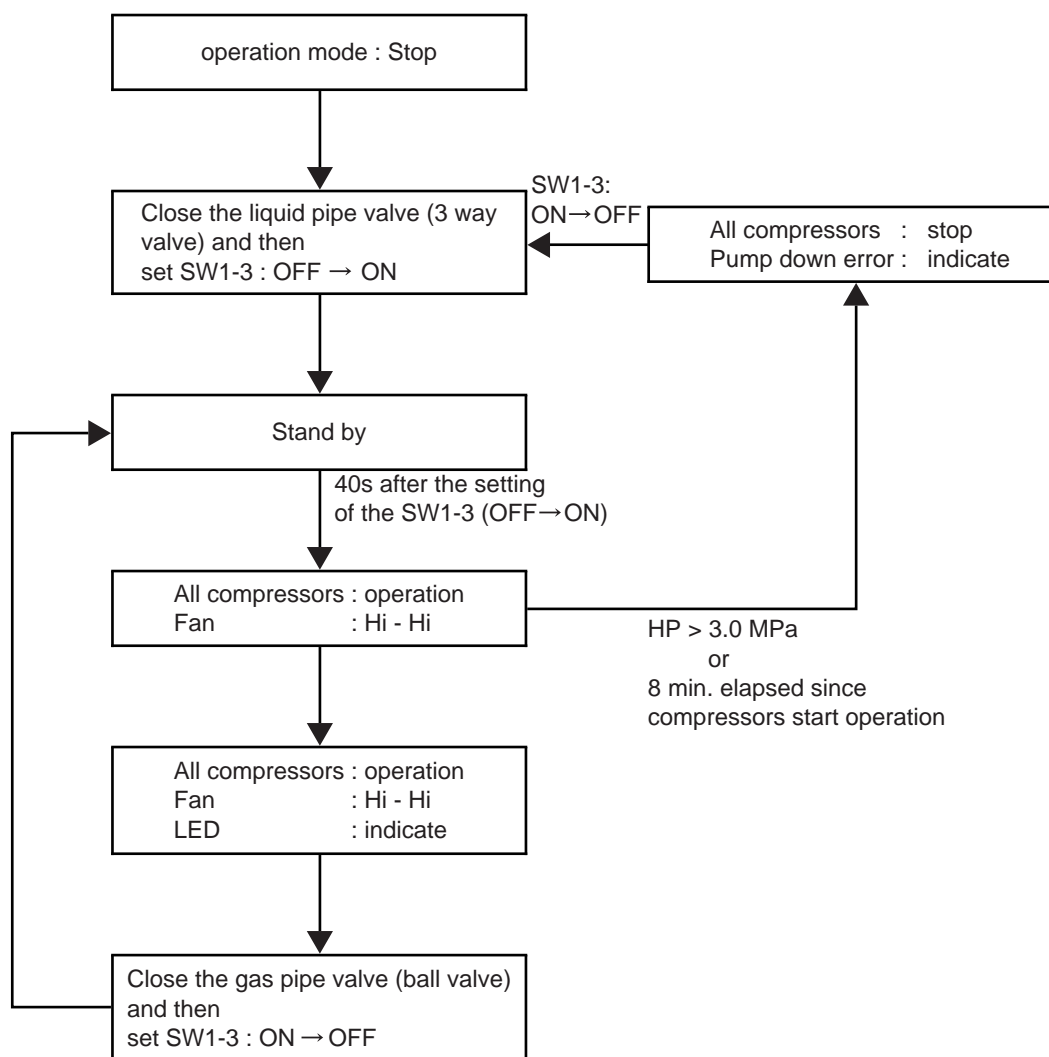 operation mode : Stop
SW1-3:
ON→OFF
Close the liquid pipe valve (3 way
valve) and then
set SW1-3 : OFF → ON
All compressors : stop
Pump down error : indicate
Stand by
40s after the setting
of the SW1-3 (OFF→ON)
All compressors : operation
Fan : Hi - Hi
HP > 3.0 MPa
or
8 min. elapsed since
compressors start operation
All compressors : operation
Fan : Hi - Hi
LED : indicate
Close the gas pipe valve (ball valve)
and then
set SW1-3 : ON → OFF